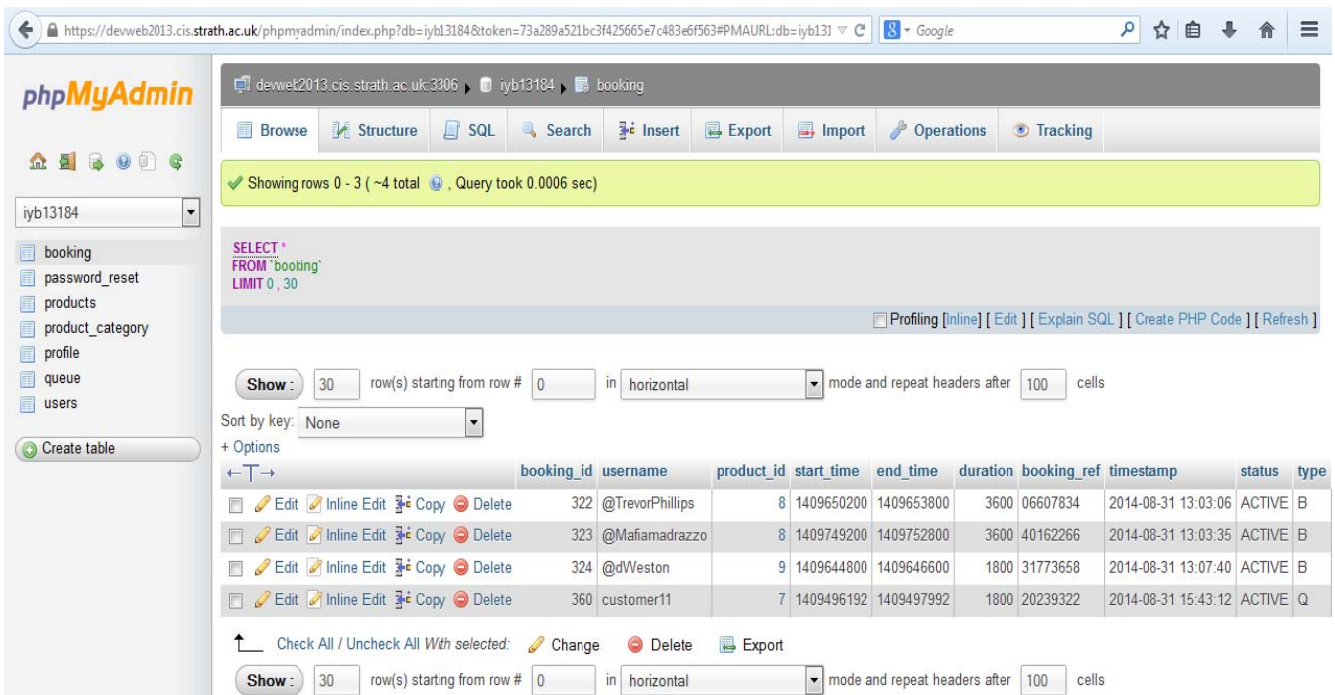 https://devweb2013.cis.strath.ac.uk/phpmyadmin/index.php?db=iyb13184&token=73a289a521bc3f425665e7c483e6f563#PMAURL:db=iyb131 Google
phpMyAdmin
iyb13184
booking
password_reset
products
product_category
profile
queue
users
Create table
devweb2013.cis.strath.ac.uk:3306 iyb13184 booking
Browse Structure SQL Search Insert Export Import Operations Tracking
Showing rows 0 - 3 ( ~4 total , Query took 0.0006 sec)
SELECT *
FROM `booking`
LIMIT 0 , 30
Profiling [Inline] [ Edit ] [ Explain SQL ] [ Create PHP Code ] [ Refresh ]
Show : 30 row(s) starting from row # 0 in horizontal mode and repeat headers after 100 cells
Sort by key: None
+ Options
←T→ booking_id username product_id start_time end_time duration booking_ref timestamp status type
Edit Inline Edit Copy Delete 322 @TrevorPhillips 8 1409650200 1409653800 3600 06607834 2014-08-31 13:03:06 ACTIVE B
Edit Inline Edit Copy Delete 323 @Mafiamadrazzo 8 1409749200 1409752800 3600 40162266 2014-08-31 13:03:35 ACTIVE B
Edit Inline Edit Copy Delete 324 @dWeston 9 1409644800 1409646600 1800 31773658 2014-08-31 13:07:40 ACTIVE B
Edit Inline Edit Copy Delete 360 customer11 7 1409496192 1409497992 1800 20239322 2014-08-31 15:43:12 ACTIVE Q
Check All / Uncheck All With selected: Change Delete Export
Show : 30 row(s) starting from row # 0 in horizontal mode and repeat headers after 100 cells